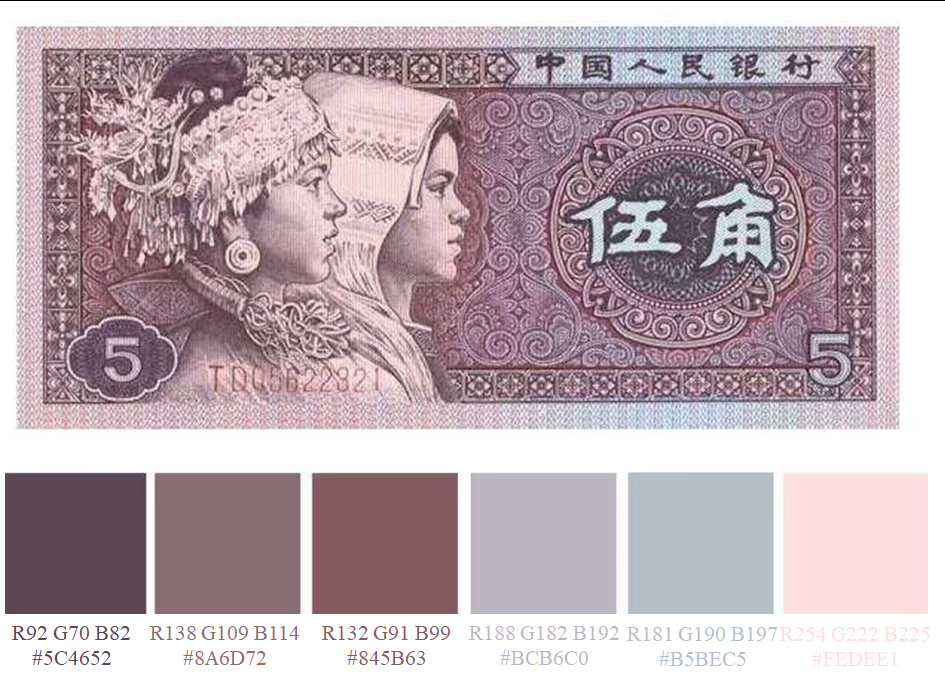 中国人民银行
伍角
5
5
TD05622321
R92 G70 B82
#5C4652
R138 G109 B114
#8A6D72
R132 G91 B99
#845B63
R188 G182 B192
#BCB6C0
R181 G190 B197
#B5BEC5
R254 G222 B225
#FEDEE1